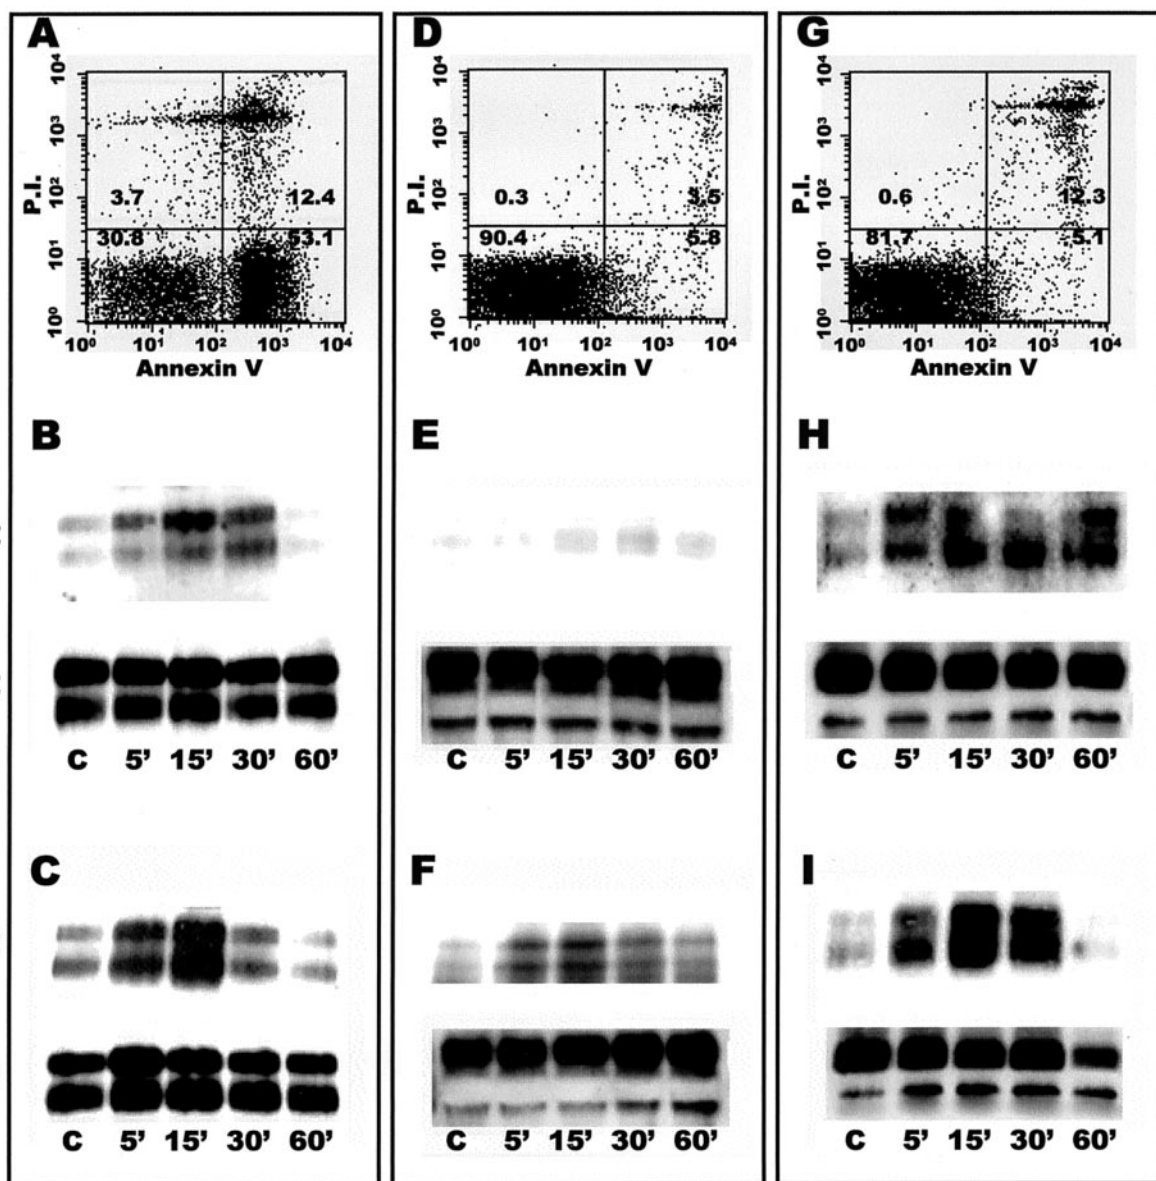 A
D
G
10⁴
10³
10²
10¹
10⁰
P.I.
3.7
12.4
30.8
53.1
10⁰ 10¹ 10² 10³ 10⁴
Annexin V
10⁴
10³
10²
10¹
10⁰
P.I.
0.3
3.5
90.4
5.8
10⁰ 10¹ 10² 10³ 10⁴
Annexin V
10⁴
10³
10²
10¹
10⁰
P.I.
0.6
12.3
81.7
5.1
10⁰ 10¹ 10² 10³ 10⁴
Annexin V
B
C 5’ 15’ 30’ 60’
E
C 5’ 15’ 30’ 60’
H
C 5’ 15’ 30’ 60’
C
C 5’ 15’ 30’ 60’
F
C 5’ 15’ 30’ 60’
I
C 5’ 15’ 30’ 60’